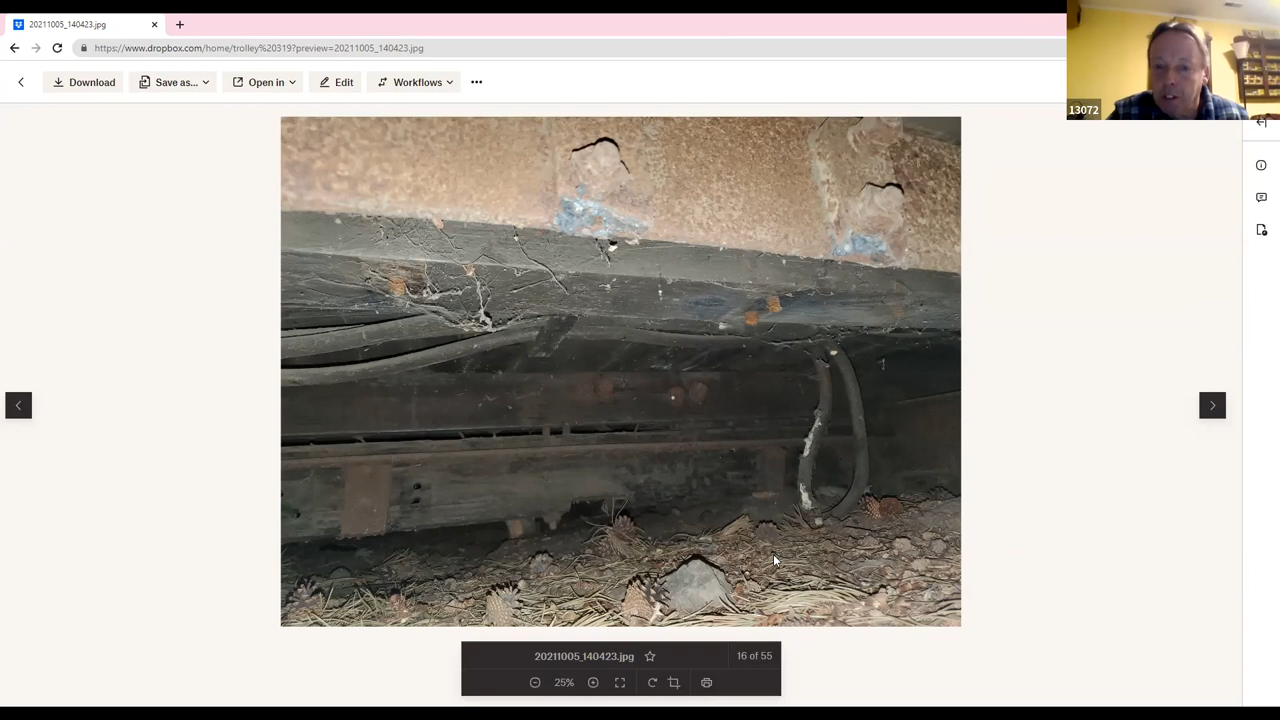 20211005_140423.jpg
https://www.dropbox.com/home/trolley%20319?preview=20211005_140423.jpg
Download
Save as...
Open in
Edit
Workflows
13072
20211005_140423.jpg
16 of 55
25%